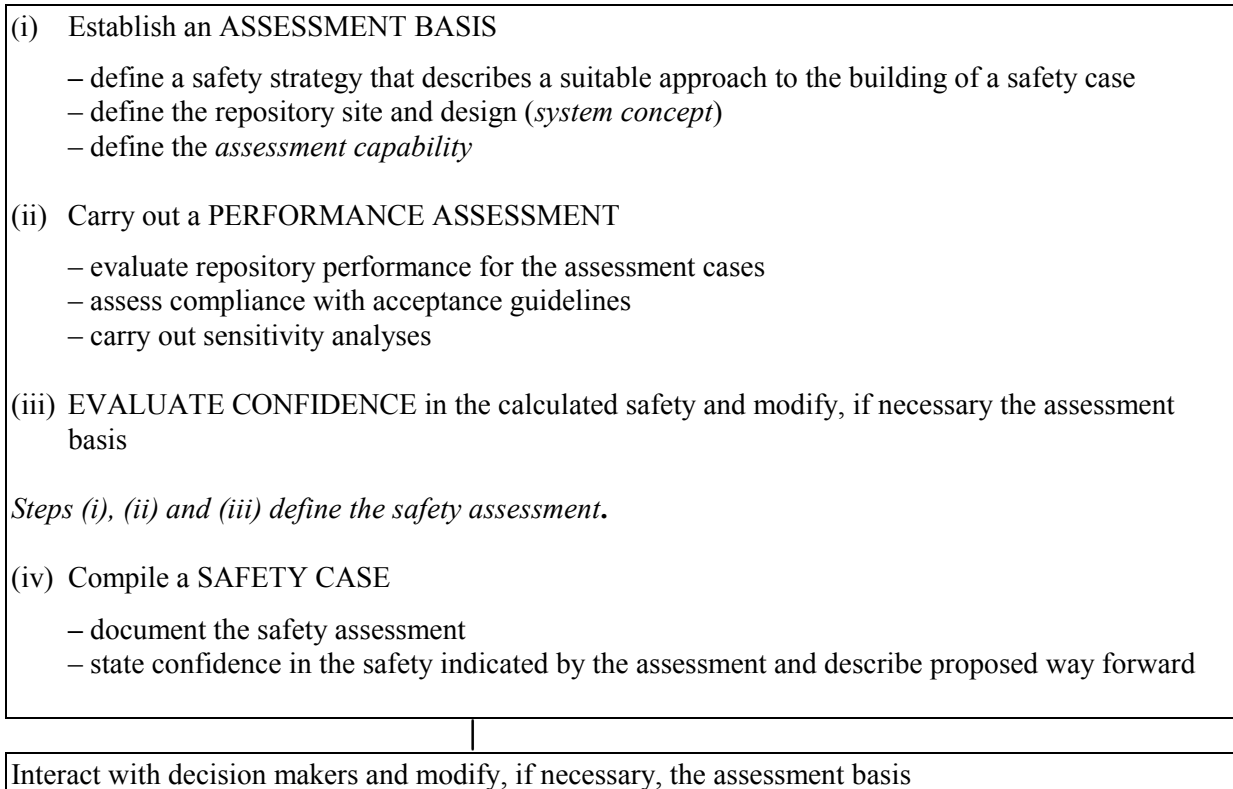 (i) Establish an ASSESSMENT BASIS
– define a safety strategy that describes a suitable approach to the building of a safety case
– define the repository site and design (system concept)
– define the assessment capability
(ii) Carry out a PERFORMANCE ASSESSMENT
– evaluate repository performance for the assessment cases
– assess compliance with acceptance guidelines
– carry out sensitivity analyses
(iii) EVALUATE CONFIDENCE in the calculated safety and modify, if necessary the assessment
basis
Steps (i), (ii) and (iii) define the safety assessment.
(iv) Compile a SAFETY CASE
– document the safety assessment
– state confidence in the safety indicated by the assessment and describe proposed way forward
Interact with decision makers and modify, if necessary, the assessment basis